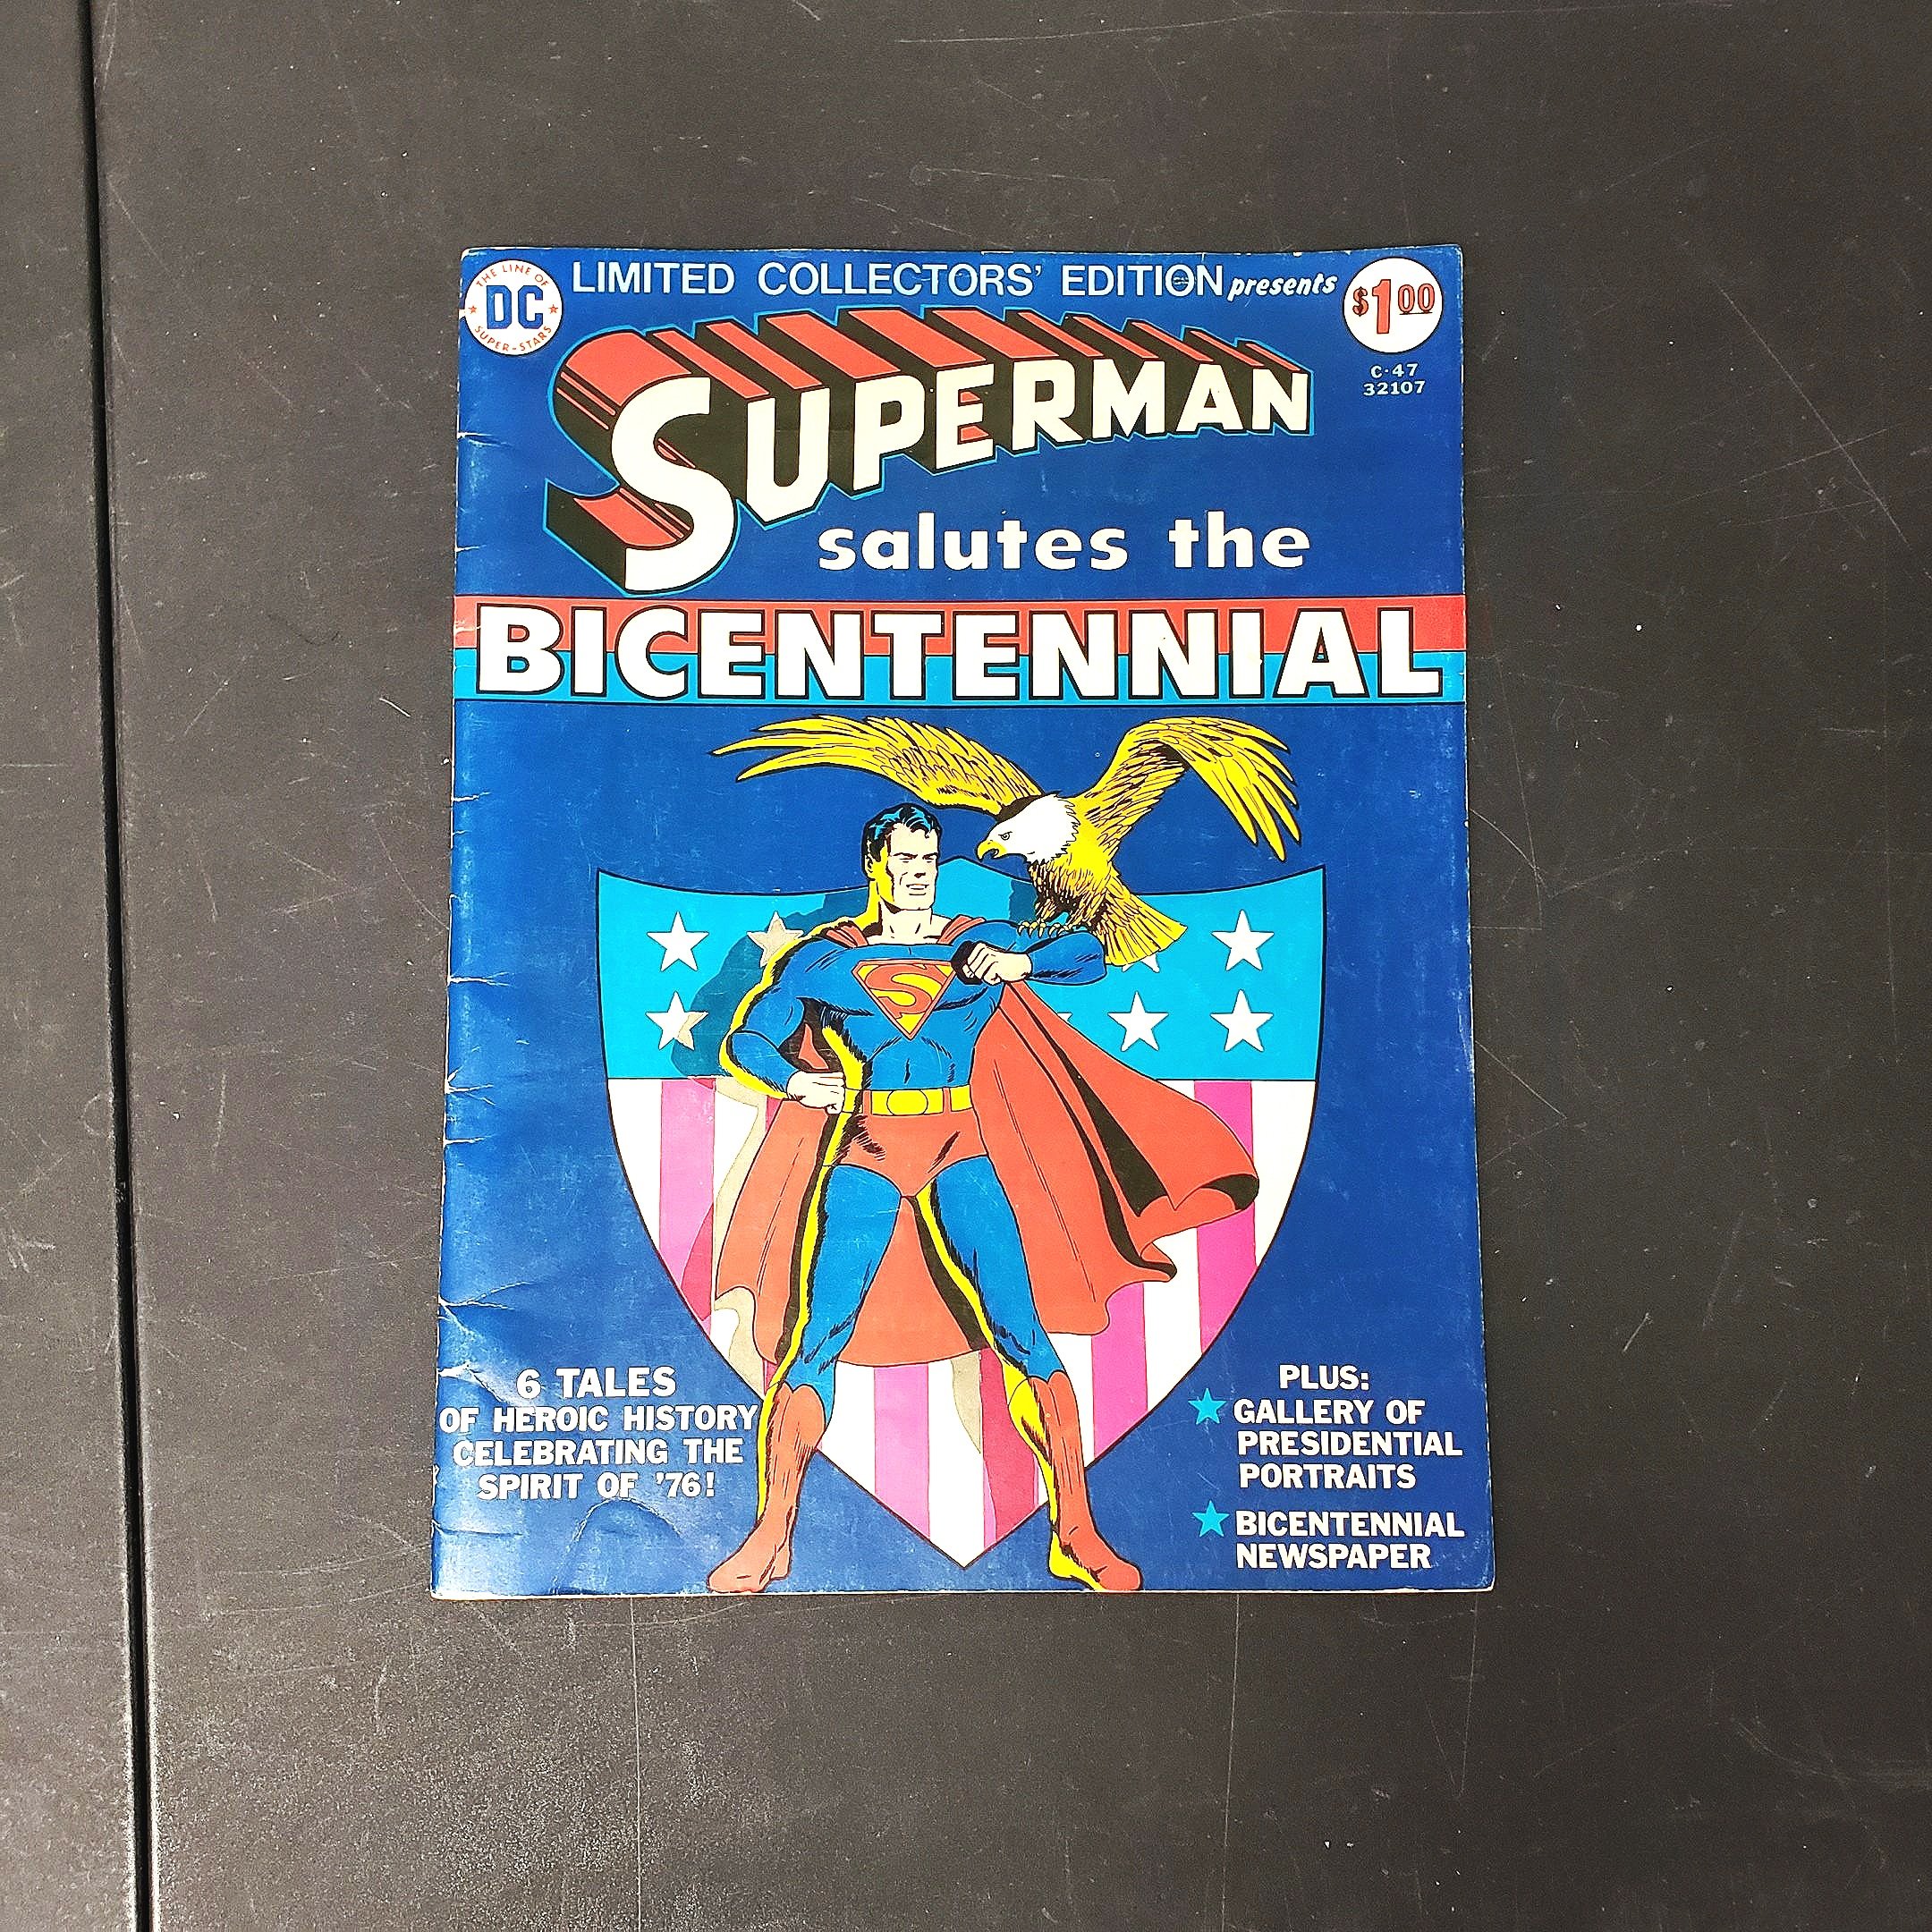 THE LINE OF
DC
SUPER-STARS
LIMITED COLLECTORS' EDITION presents
$1.00
C-47
32107
SUPERMAN
salutes the
BICENTENNIAL
S
6 TALES
OF HEROIC HISTORY
CELEBRATING THE
SPIRIT OF '76!
PLUS:
GALLERY OF
PRESIDENTIAL
PORTRAITS
BICENTENNIAL
NEWSPAPER